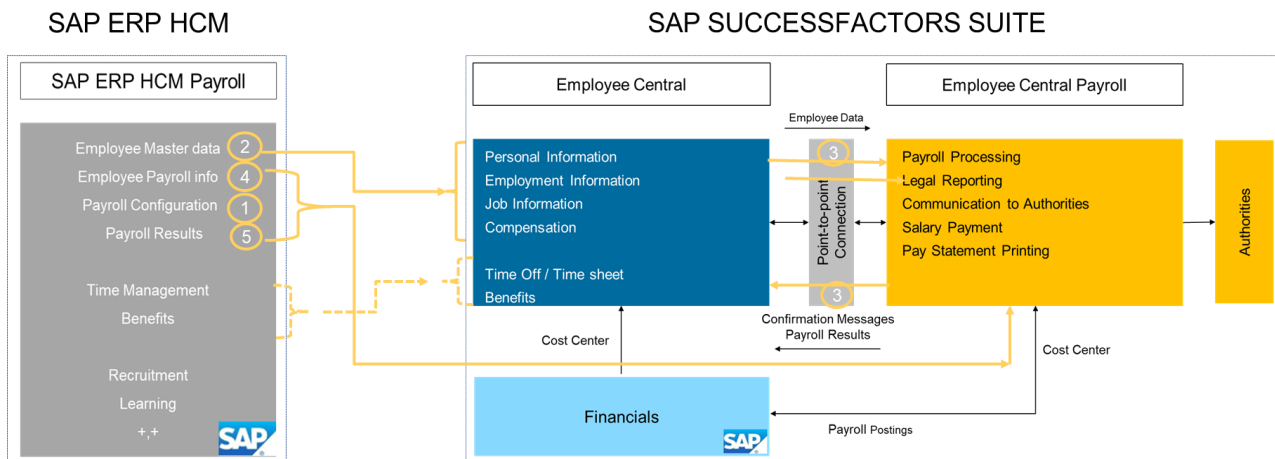 SAP ERP HCM
SAP SUCCESSFACTORS SUITE
SAP ERP HCM Payroll
Employee Master data 2
Employee Payroll info 4
Payroll Configuration 1
Payroll Results 5
Time Management
Benefits
Recruitment
Learning
+,+
SAP
Employee Central
Personal Information
Employment Information
Job Information
Compensation
Time Off / Time sheet
Benefits
Employee Data
3
Point-to-point
Connection
3
Confirmation Messages
Payroll Results
Employee Central Payroll
Payroll Processing
Legal Reporting
Communication to Authorities
Salary Payment
Pay Statement Printing
Authorities
Cost Center
Cost Center
Financials
SAP
Payroll Postings